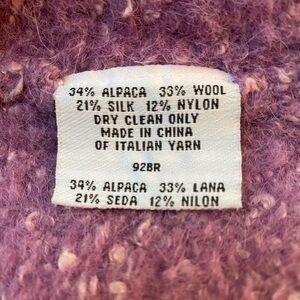 34% ALPACA 33% WOOL
21% SILK 12% NYLON
DRY CLEAN ONLY
MADE IN CHINA
OF ITALIAN YARN
92BR
34% ALPACA 33% LANA
21% SEDA 12% NILON